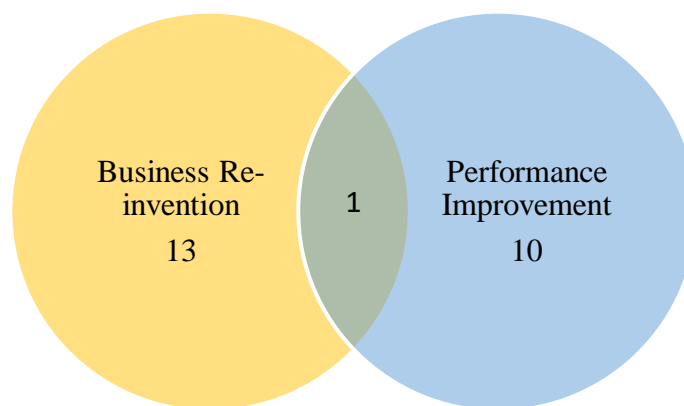 Business Re-
invention
13
1
Performance
Improvement
10